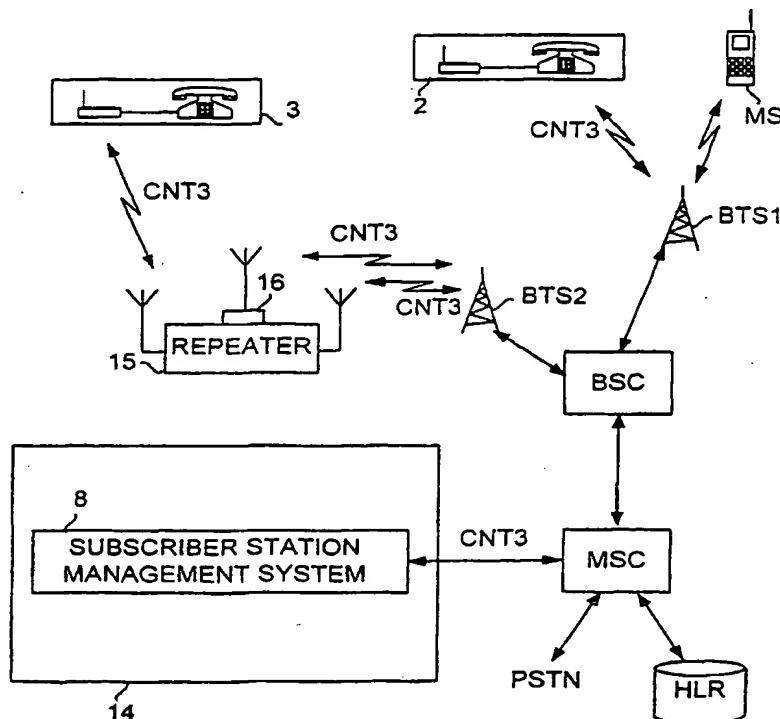 2
3
MS
CNT3
CNT3
BTS1
CNT3
16
CNT3
BTS2
REPEATER
15
BSC
8
SUBSCRIBER STATION
MANAGEMENT SYSTEM
CNT3
MSC
PSTN
HLR
14